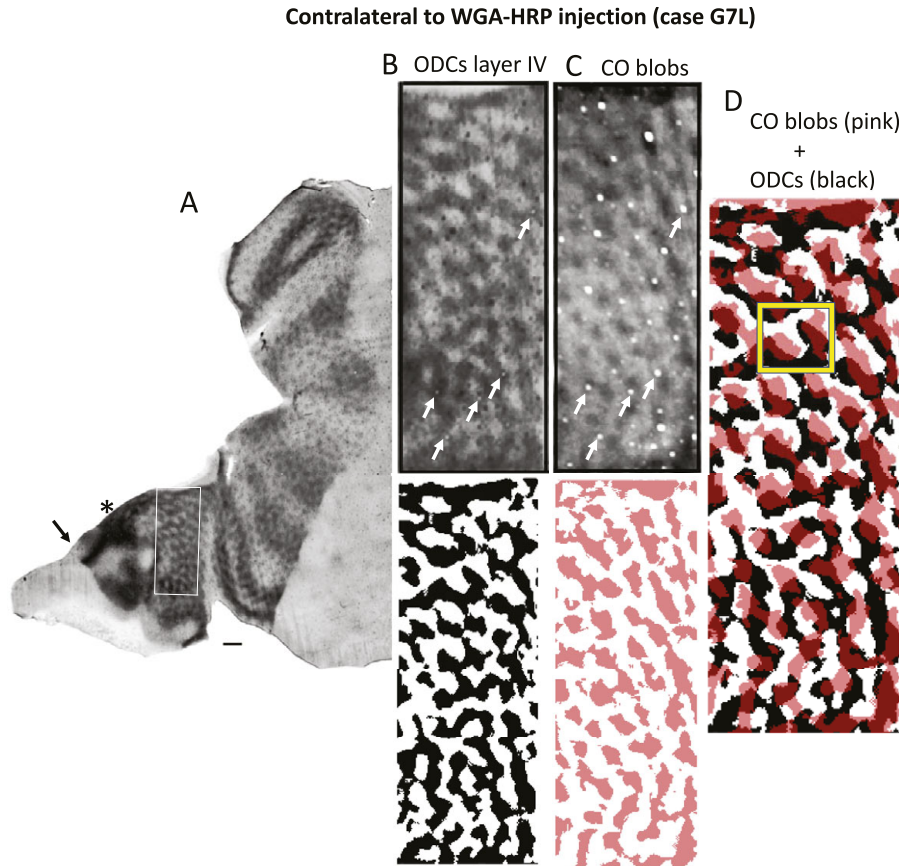 Contralateral to WGA-HRP injection (case G7L)
B ODCs layer IV
C CO blobs
D
CO blobs (pink)
+
ODCs (black)
A
*